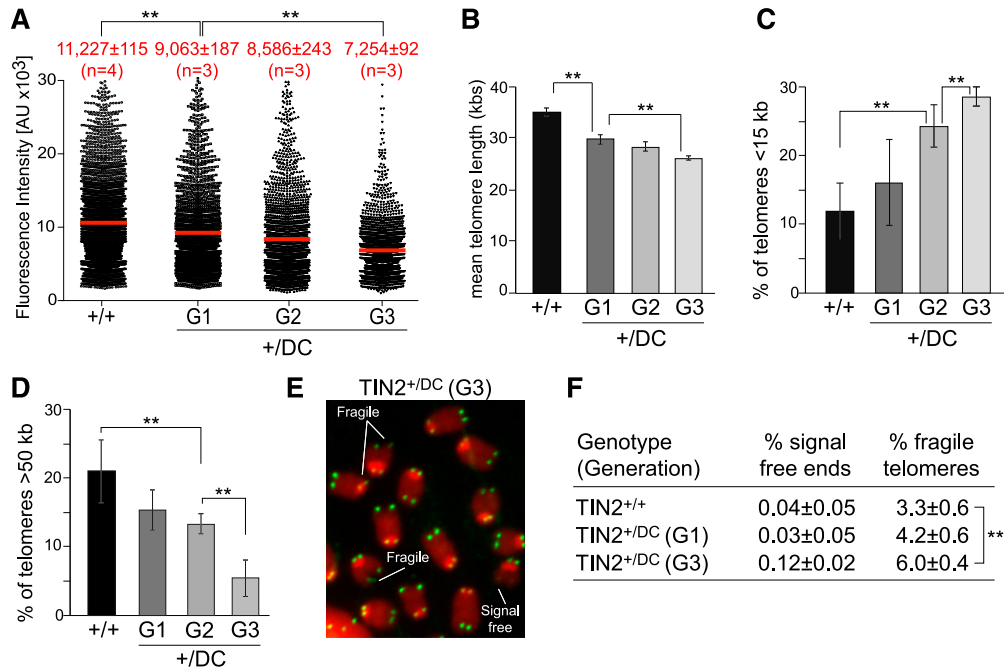 A
**
**
11,227±115 9,063±187 8,586±243 7,254±92
(n=4) (n=3) (n=3) (n=3)
Fluorescence Intensity [AU x10³]
30
20
10
0
+/+ G1 G2 G3
+/DC
B
mean telomere length (kbs)
40
30
20
10
0
**
**
+/+ G1 G2 G3
+/DC
C
% of telomeres <15 kb
30
20
10
0
**
**
+/+ G1 G2 G3
+/DC
D
% of telomeres >50 kb
30
20
10
0
**
**
+/+ G1 G2 G3
+/DC
E
TIN2+/DC (G3)
Fragile
Fragile
Signal
free
F
Genotype % signal % fragile
(Generation) free ends telomeres
TIN2+/+ 0.04±0.05 3.3±0.6
TIN2+/DC (G1) 0.03±0.05 4.2±0.6
TIN2+/DC (G3) 0.12±0.02 6.0±0.4
**